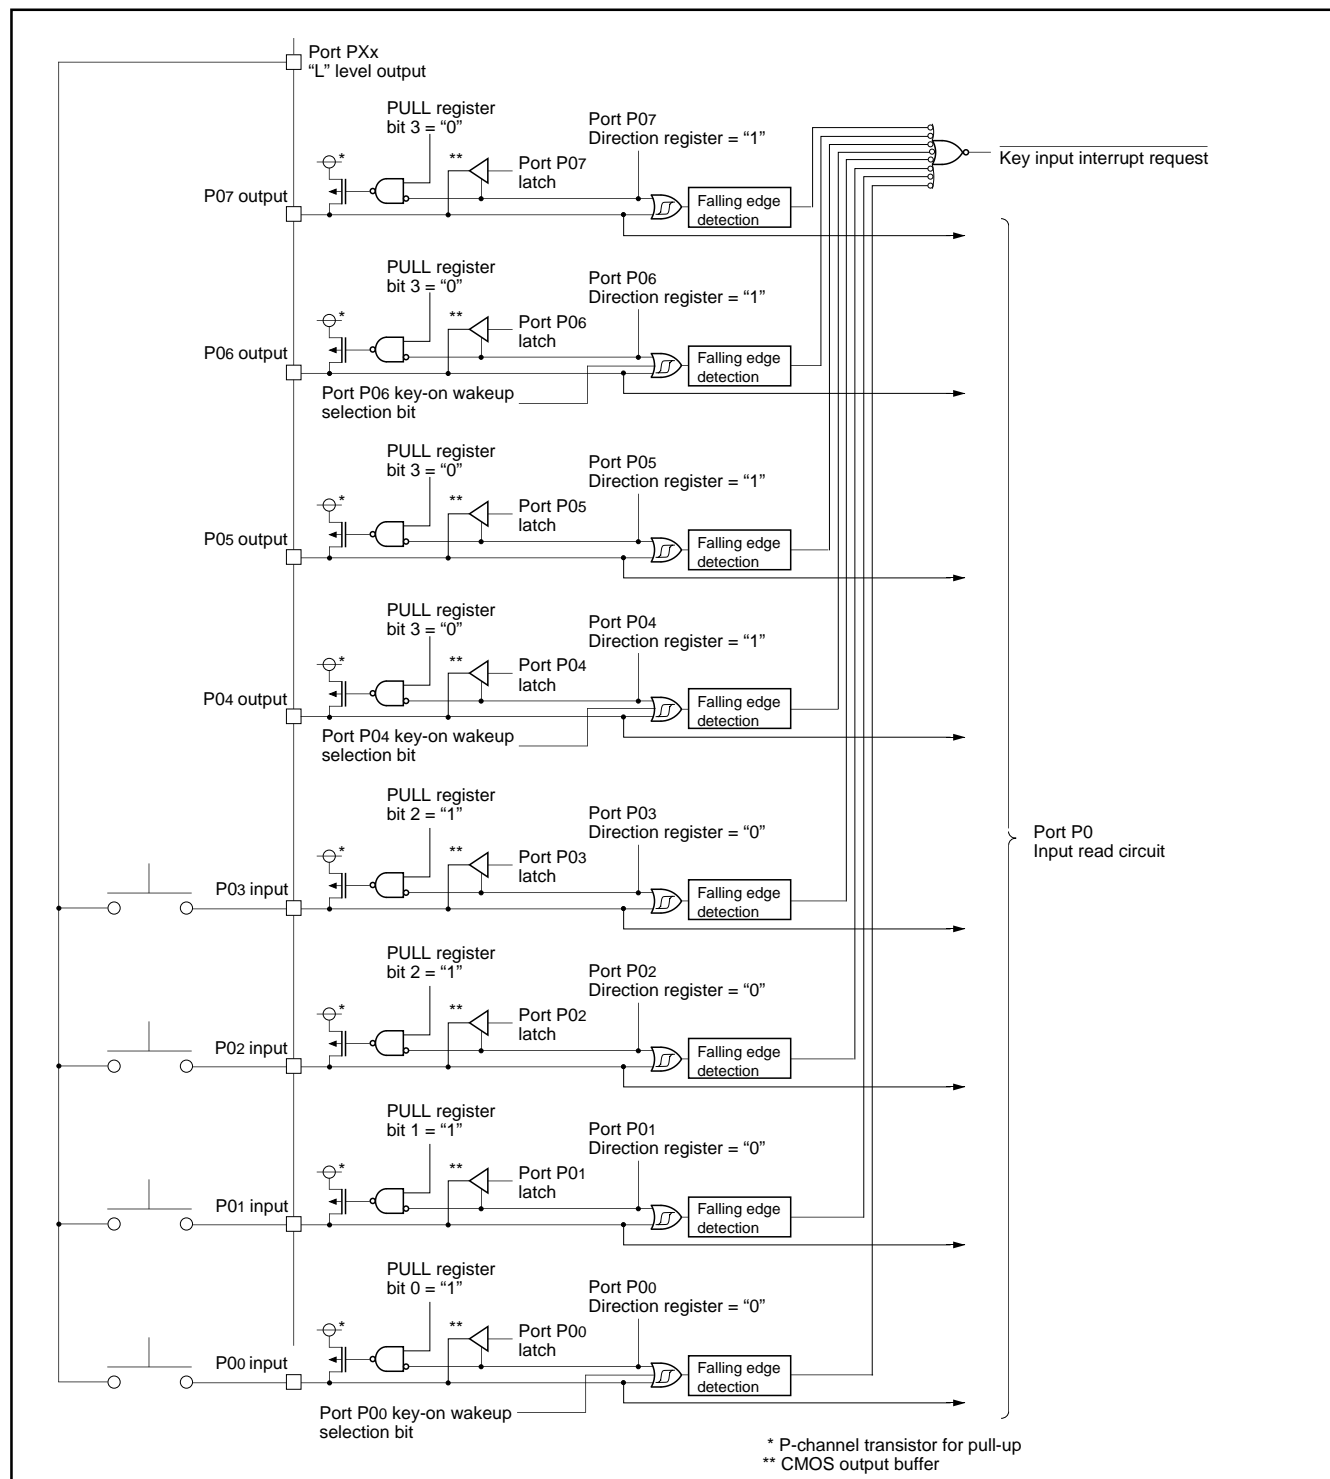 Port PXx
“L” level output
PULL register
bit 3 = “0”
Port P07
Direction register = “1”
*
**
Port P07
latch
P07 output
Falling edge
detection
Key input interrupt request
PULL register
bit 3 = “0”
Port P06
Direction register = “1”
*
**
Port P06
latch
P06 output
Falling edge
detection
Port P06 key-on wakeup
selection bit
PULL register
bit 3 = “0”
Port P05
Direction register = “1”
*
**
Port P05
latch
P05 output
Falling edge
detection
PULL register
bit 3 = “0”
Port P04
Direction register = “1”
*
**
Port P04
latch
P04 output
Falling edge
detection
Port P04 key-on wakeup
selection bit
PULL register
bit 2 = “1”
Port P03
Direction register = “0”
*
**
Port P03
latch
P03 input
Falling edge
detection
Port P0
Input read circuit
PULL register
bit 2 = “1”
Port P02
Direction register = “0”
*
**
Port P02
latch
P02 input
Falling edge
detection
PULL register
bit 1 = “1”
Port P01
Direction register = “0”
*
**
Port P01
latch
P01 input
Falling edge
detection
PULL register
bit 0 = “1”
Port P00
Direction register = “0”
*
**
Port P00
latch
P00 input
Falling edge
detection
Port P00 key-on wakeup
selection bit
* P-channel transistor for pull-up
** CMOS output buffer